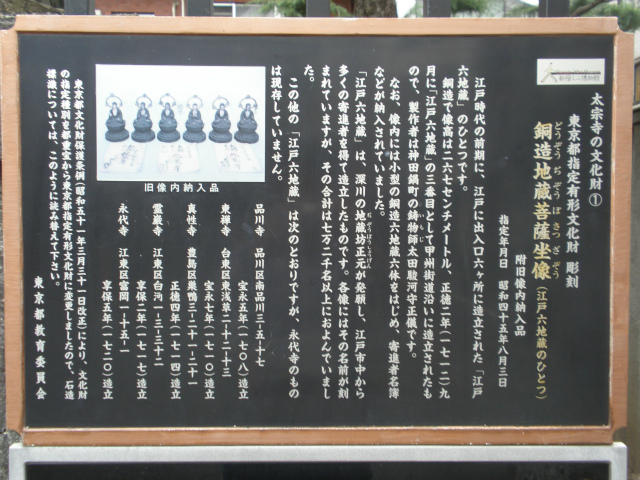 太宗寺の文化財①
東京都指定有形文化財 彫刻
どうぞうじぞうぼさつざぞう
銅造地蔵菩薩坐像(江戸六地蔵のひとつ)
附旧像内納入品
指定年月日 昭和四十五年八月三日
江戸時代の前期に、江戸に出入口六ヶ所に造立された「江戸
六地蔵」のひとつです。
銅造で像高は二六七センチメートル、正徳二年(一七一二)九
月に「江戸六地蔵」の三番目として甲州街道沿いに造立されたも
ので、製作者は神田鍋町の鋳物師太田駿河守正儀です。
なお、像内には小型の銅造六地蔵六体をはじめ、寄進者名簿
などが納入されていました。
「江戸六地蔵」は、深川の地蔵坊正元が発願し、江戸市中から
じぞうぼうしょうげん
多くの寄進者を得て造立したものです。各像にはその名前が刻
まれていますが、その合計は七万二千名以上におよんでいまし
た。
この他の「江戸六地蔵」は次のとおりですが、永代寺のもの
は現存していません。
旧像内納入品
品川寺 品川区南品川三-五-十七
宝永五年(一七〇八)造立
東禅寺 台東区東浅草二-十二-十三
宝永七年(一七一〇)造立
真性寺 豊島区巣鴨三-二十一-二十一
正徳四年(一七一四)造立
霊巌寺 江東区白河一-三-三十二
享保二年(一七一七)造立
永代寺 江東区富岡一-十五-一
享保五年(一七二〇)造立
東京都文化財保護条例(昭和五十一年三月三十一日改正)により、文化財
の指定種別を都重宝から東京都指定有形文化財に変更しましたので、石造
標識については、このように読み替えて下さい。
東京都教育委員会